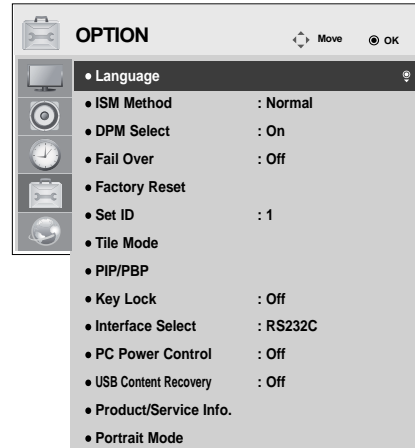 OPTION Move OK
● Language
● ISM Method : Normal
● DPM Select : On
● Fail Over : Off
● Factory Reset
● Set ID : 1
● Tile Mode
● PIP/PBP
● Key Lock : Off
● Interface Select : RS232C
● PC Power Control : Off
● USB Content Recovery : Off
● Product/Service Info.
● Portrait Mode